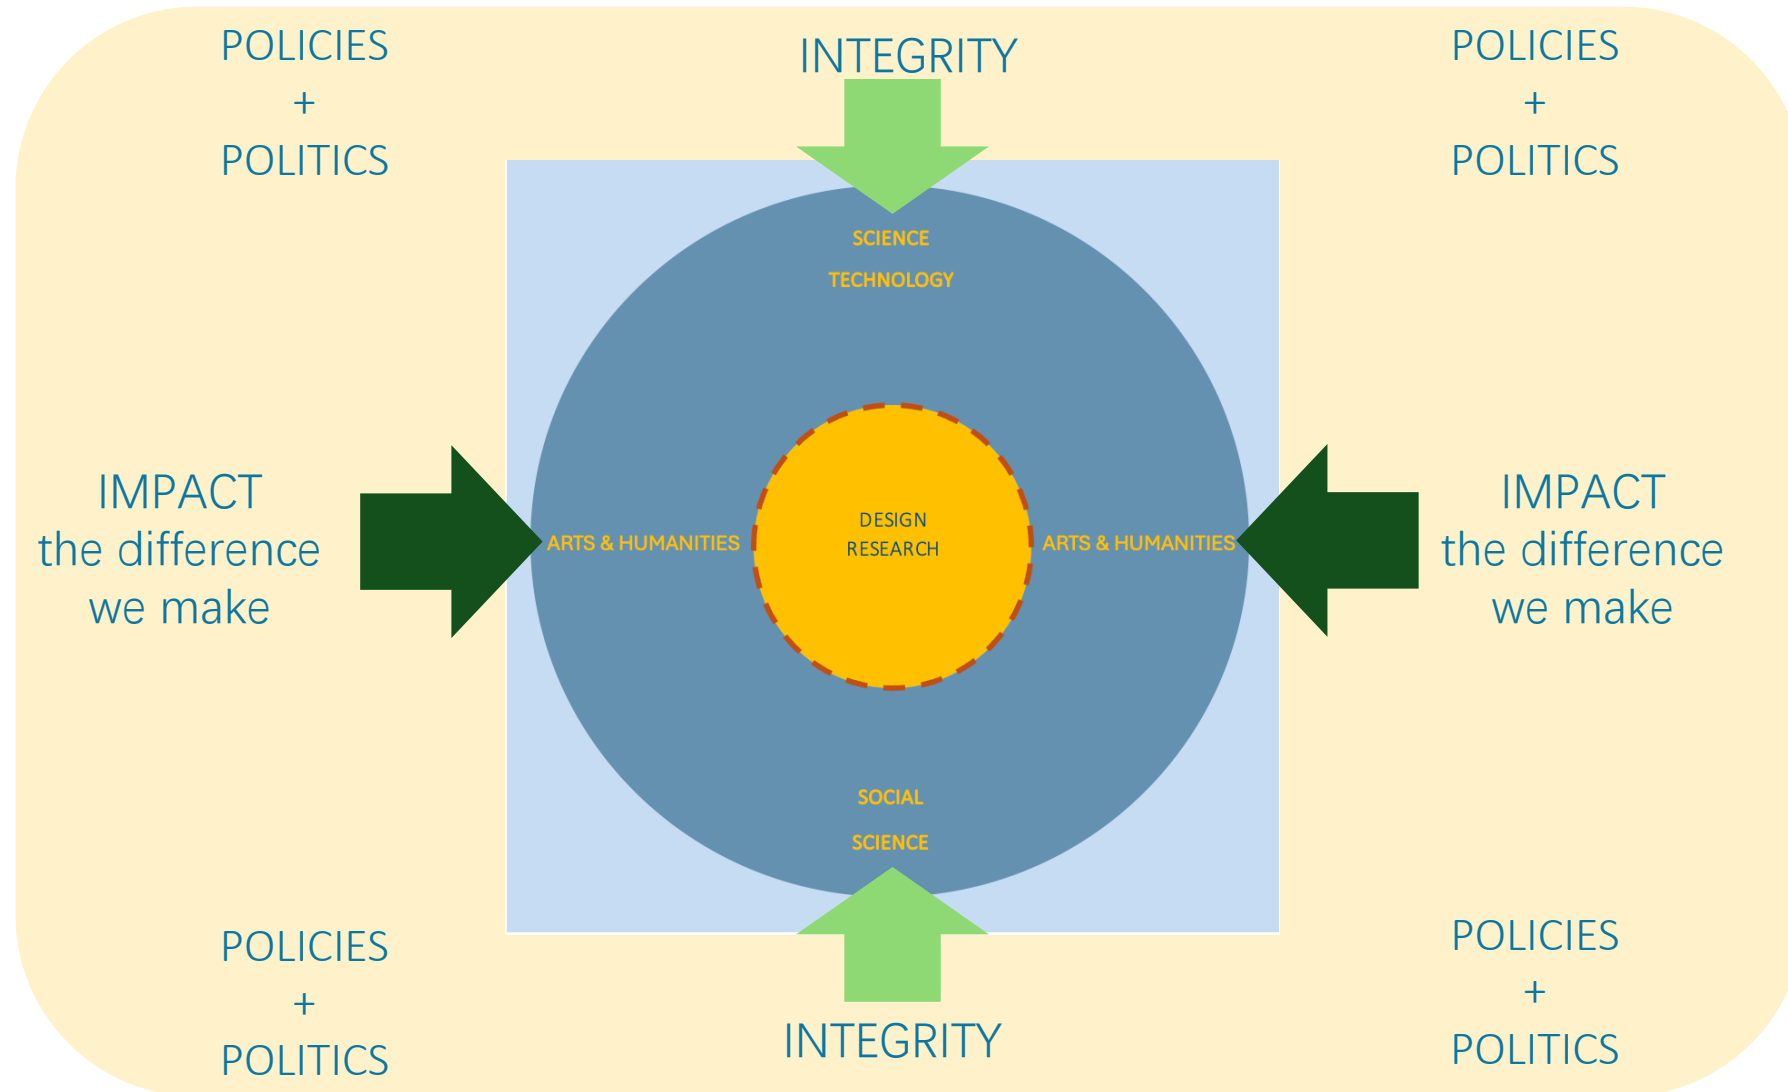 POLICIES
+
POLITICS
INTEGRITY
POLICIES
+
POLITICS
SCIENCE
TECHNOLOGY
IMPACT
the difference
we make
ARTS & HUMANITIES
DESIGN
RESEARCH
ARTS & HUMANITIES
IMPACT
the difference
we make
SOCIAL
SCIENCE
POLICIES
+
POLITICS
INTEGRITY
POLICIES
+
POLITICS